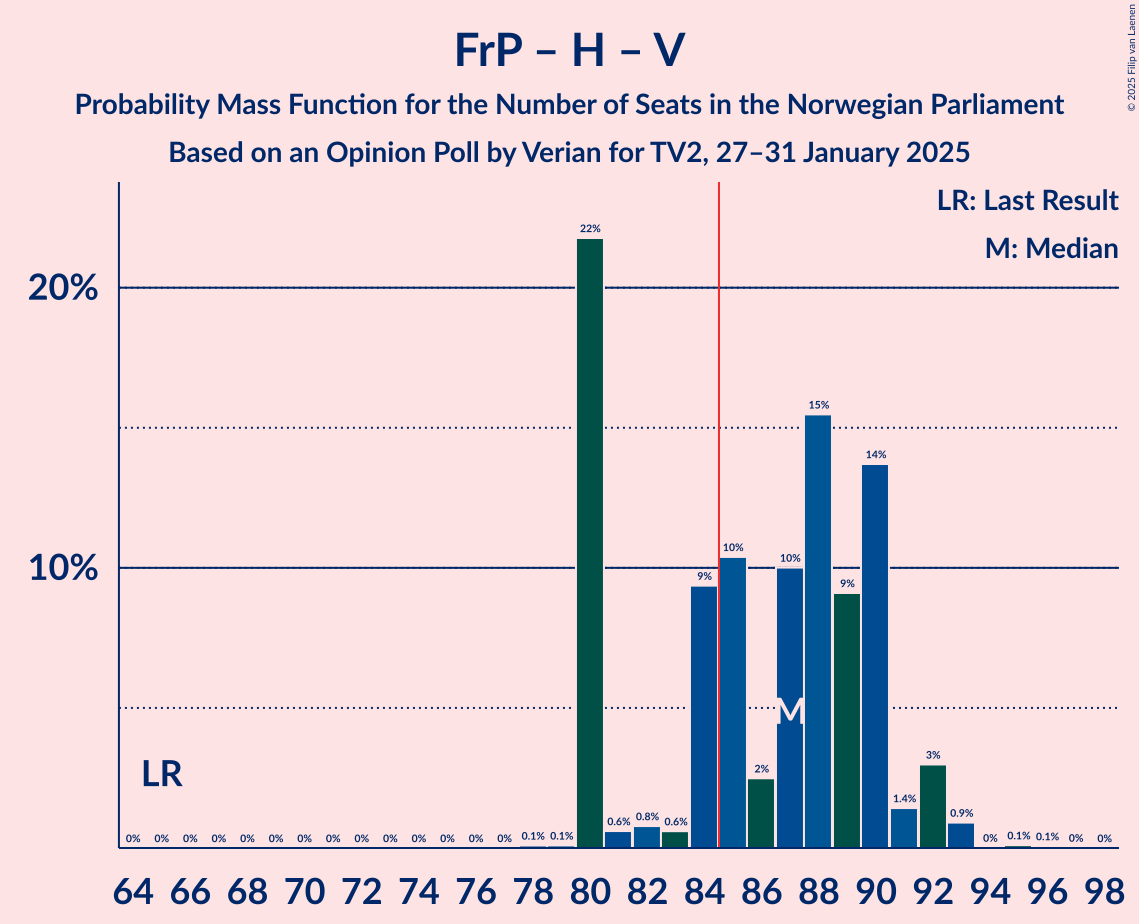 FrP – H – V
Probability Mass Function for the Number of Seats in the Norwegian Parliament
Based on an Opinion Poll by Verian for TV2, 27–31 January 2025
© 2025 Filip van Laenen
LR: Last Result
M: Median
20%
10%
LR
M
0% 0% 0% 0% 0% 0% 0% 0% 0% 0% 0% 0% 0% 0% 0.1% 0.1% 22% 0.6% 0.8% 0.6% 9% 10% 2% 10% 15% 9% 14% 1.4% 3% 0.9% 0% 0.1% 0.1% 0% 0%
64 66 68 70 72 74 76 78 80 82 84 86 88 90 92 94 96 98